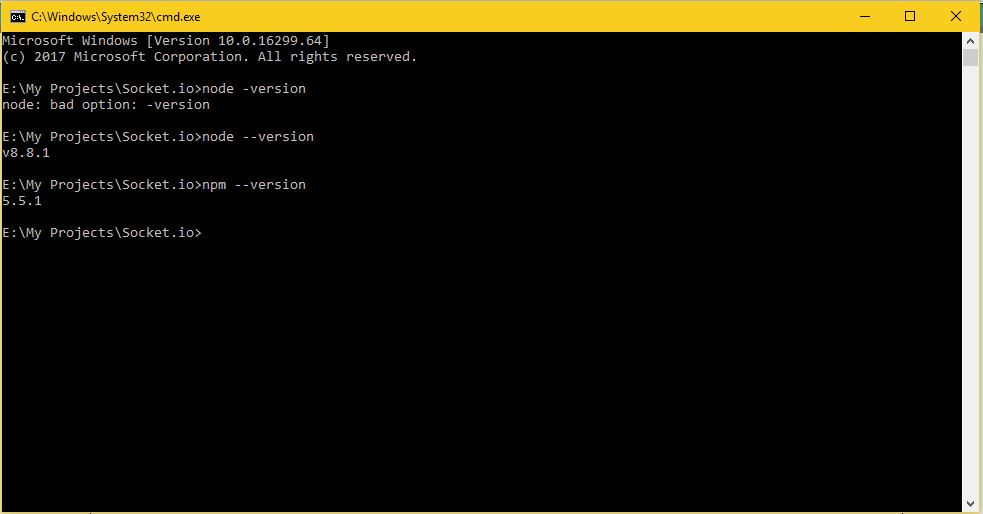 C:\Windows\System32\cmd.exe
Microsoft Windows [Version 10.0.16299.64]
(c) 2017 Microsoft Corporation. All rights reserved.
E:\My Projects\Socket.io>node -version
node: bad option: -version
E:\My Projects\Socket.io>node --version
v8.8.1
E:\My Projects\Socket.io>npm --version
5.5.1
E:\My Projects\Socket.io>